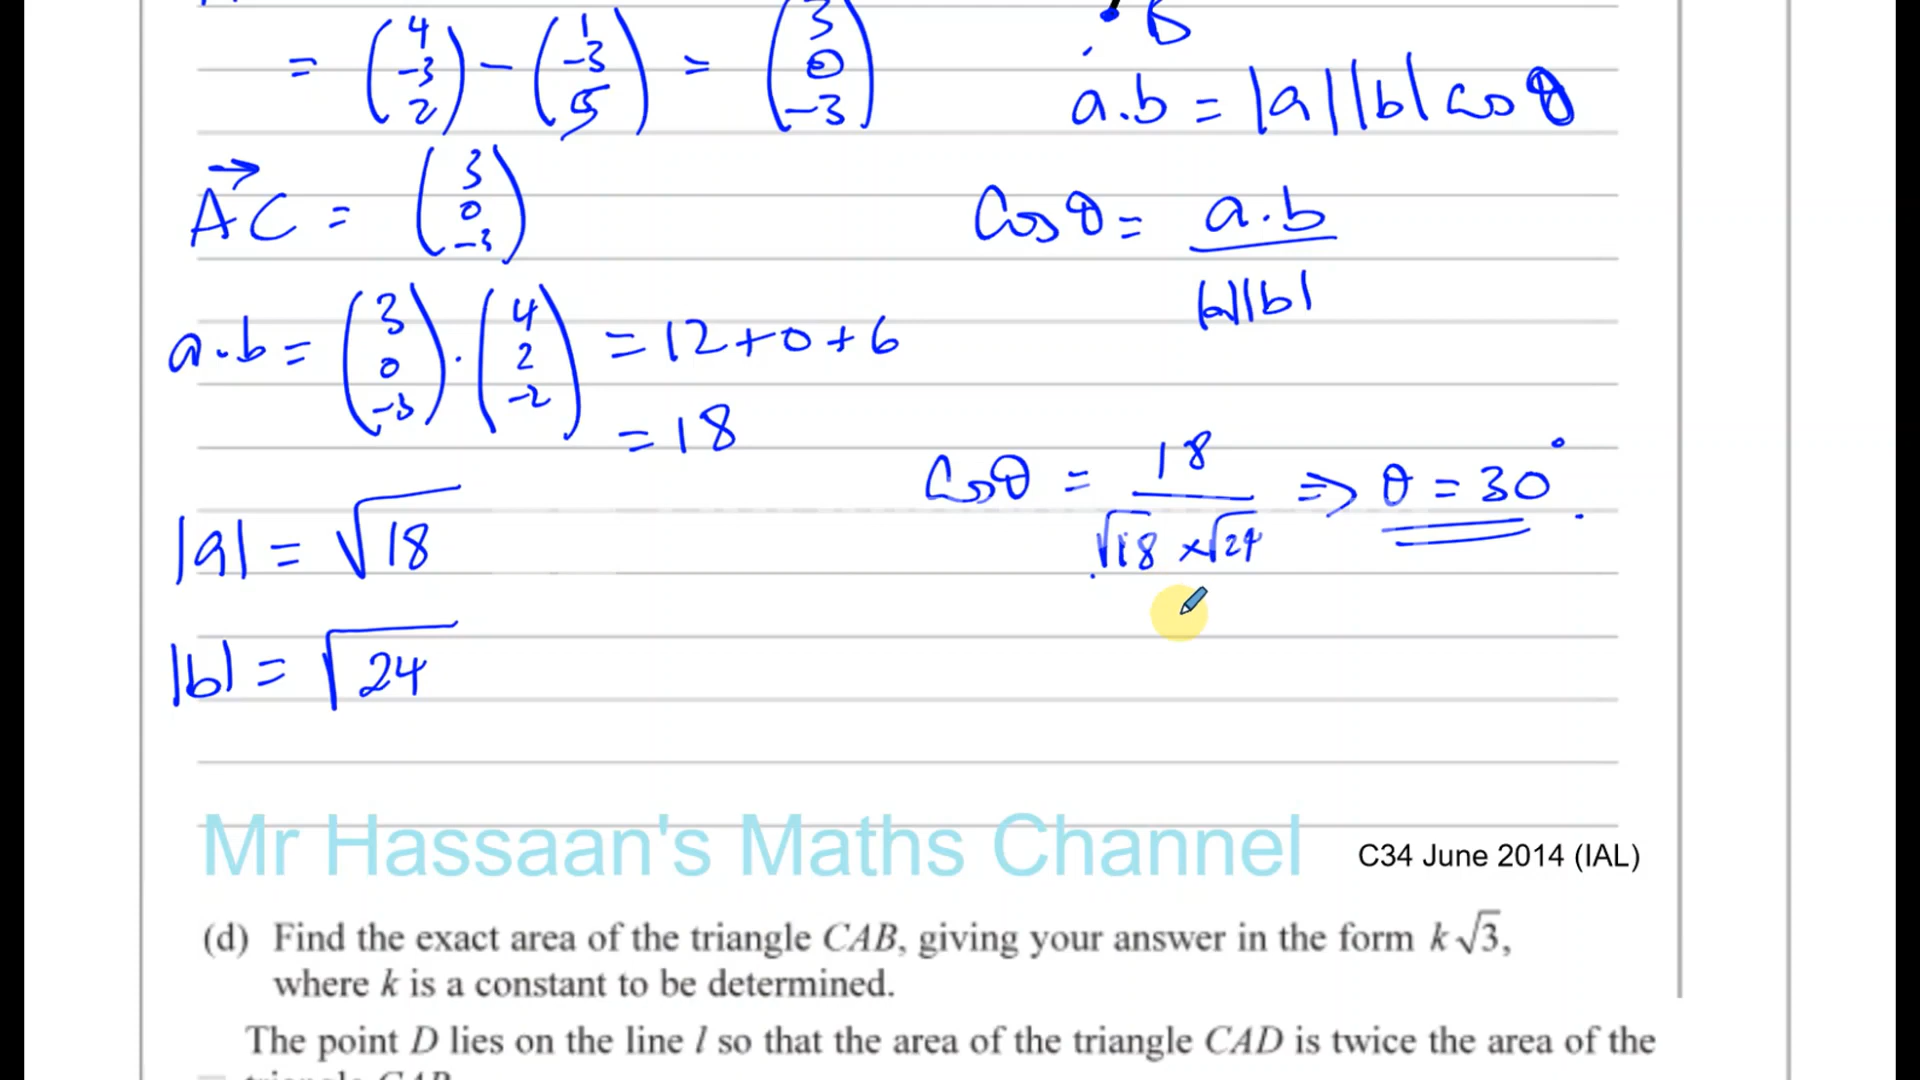 = (4 -3 2) - (1 -3 5) = (3 0 -3)
B
a.b = |a||b| cos θ
AC = (3 0 -3)
Cos θ = a.b / |a||b|
a.b = (3 0 -3) . (4 2 -2) = 12 + 0 + 6
= 18
Cos θ = 18 / √18 × √24 ⇒ θ = 30°
|a| = √18
|b| = √24
Mr Hassaan's Maths Channel
C34 June 2014 (IAL)
(d) Find the exact area of the triangle CAB, giving your answer in the form k√3,
where k is a constant to be determined.
The point D lies on the line l so that the area of the triangle CAD is twice the area of the
triangle CAB